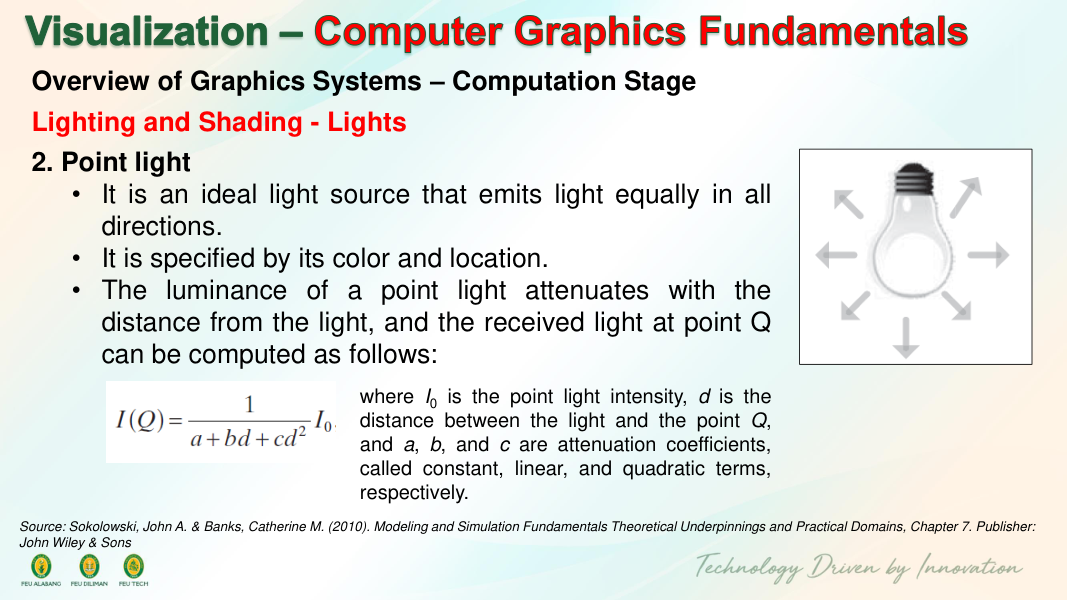 Visualization – Computer Graphics Fundamentals
Overview of Graphics Systems – Computation Stage
Lighting and Shading - Lights
2. Point light
• It is an ideal light source that emits light equally in all
directions.
• It is specified by its color and location.
• The luminance of a point light attenuates with the
distance from the light, and the received light at point Q
can be computed as follows:
I(Q) = 1 / (a + bd + cd²) I₀
where I₀ is the point light intensity, d is the
distance between the light and the point Q,
and a, b, and c are attenuation coefficients,
called constant, linear, and quadratic terms,
respectively.
Source: Sokolowski, John A. & Banks, Catherine M. (2010). Modeling and Simulation Fundamentals Theoretical Underpinnings and Practical Domains, Chapter 7. Publisher:
John Wiley & Sons
FEU ALABANG FEU DILIMAN FEU TECH
Technology Driven by Innovation